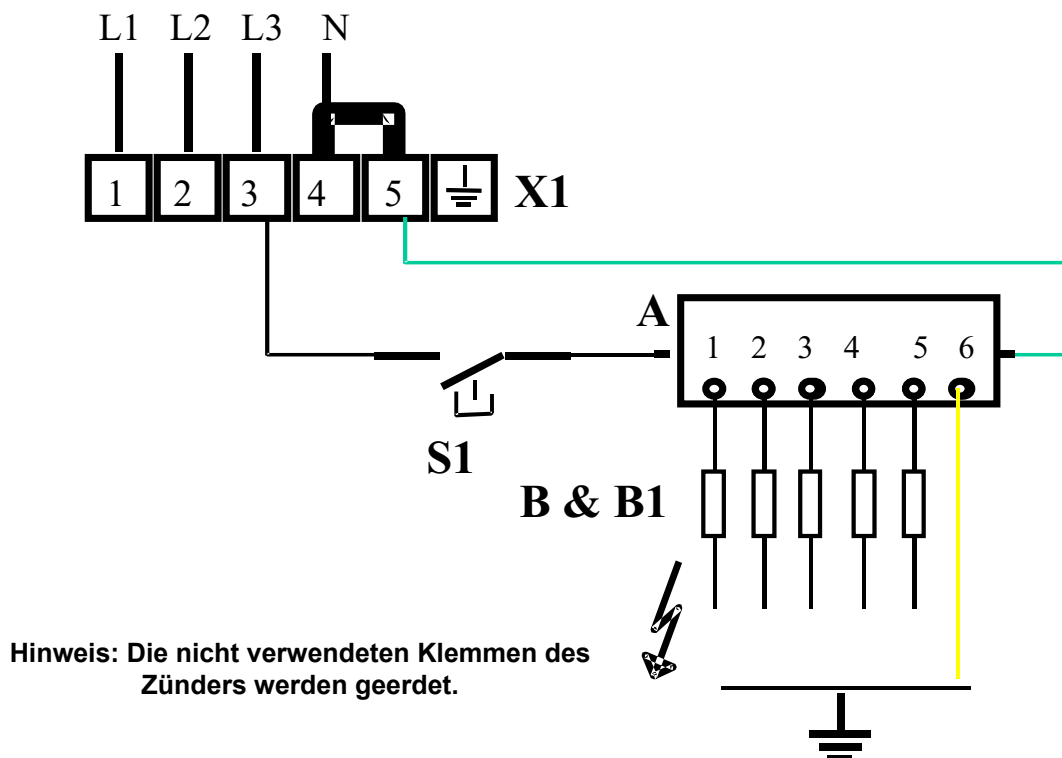 L1 L2 L3 N
1 2 3 4 5 X1
A
1 2 3 4 5 6
S1
B & B1
Hinweis: Die nicht verwendeten Klemmen des
Zünders werden geerdet.